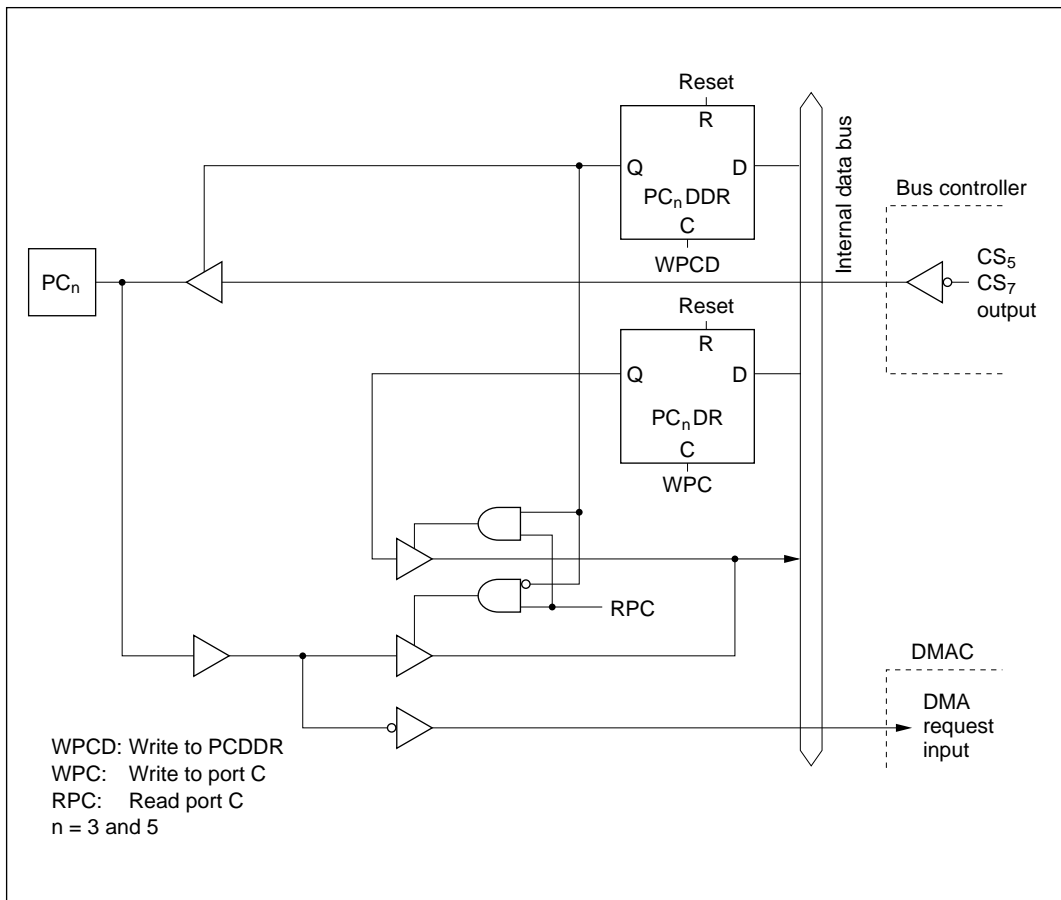 Reset
R
Q
D
PCnDDR
C
WPCD
Internal data bus
Bus controller
CS5
CS7
output
PCn
Reset
R
Q
D
PCnDR
C
WPC
RPC
DMAC
DMA
request
input
WPCD: Write to PCDDR
WPC: Write to port C
RPC: Read port C
n = 3 and 5